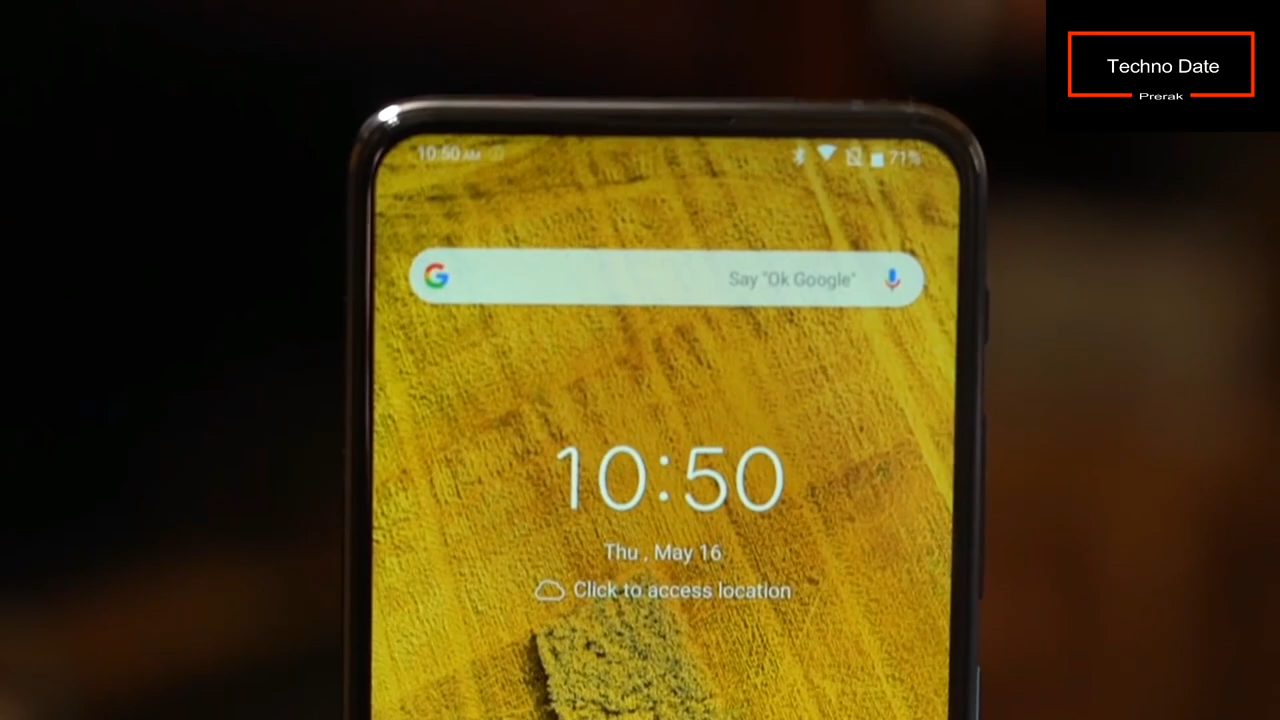 Techno Date
Prerak
10:50 AM
71%
G
Say "Ok Google"
10:50
Thu , May 16
Click to access location